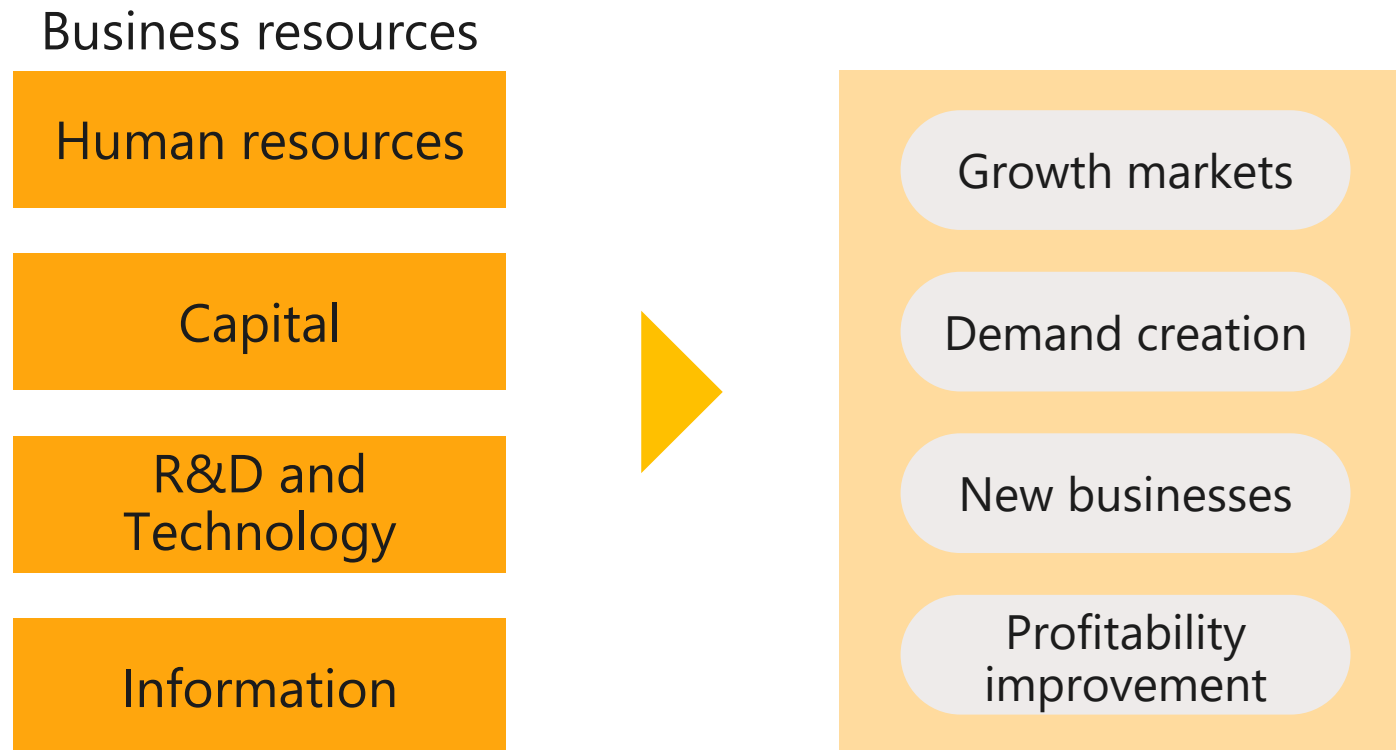 Business resources
Human resources
Capital
R&D and
Technology
Information
Growth markets
Demand creation
New businesses
Profitability
improvement